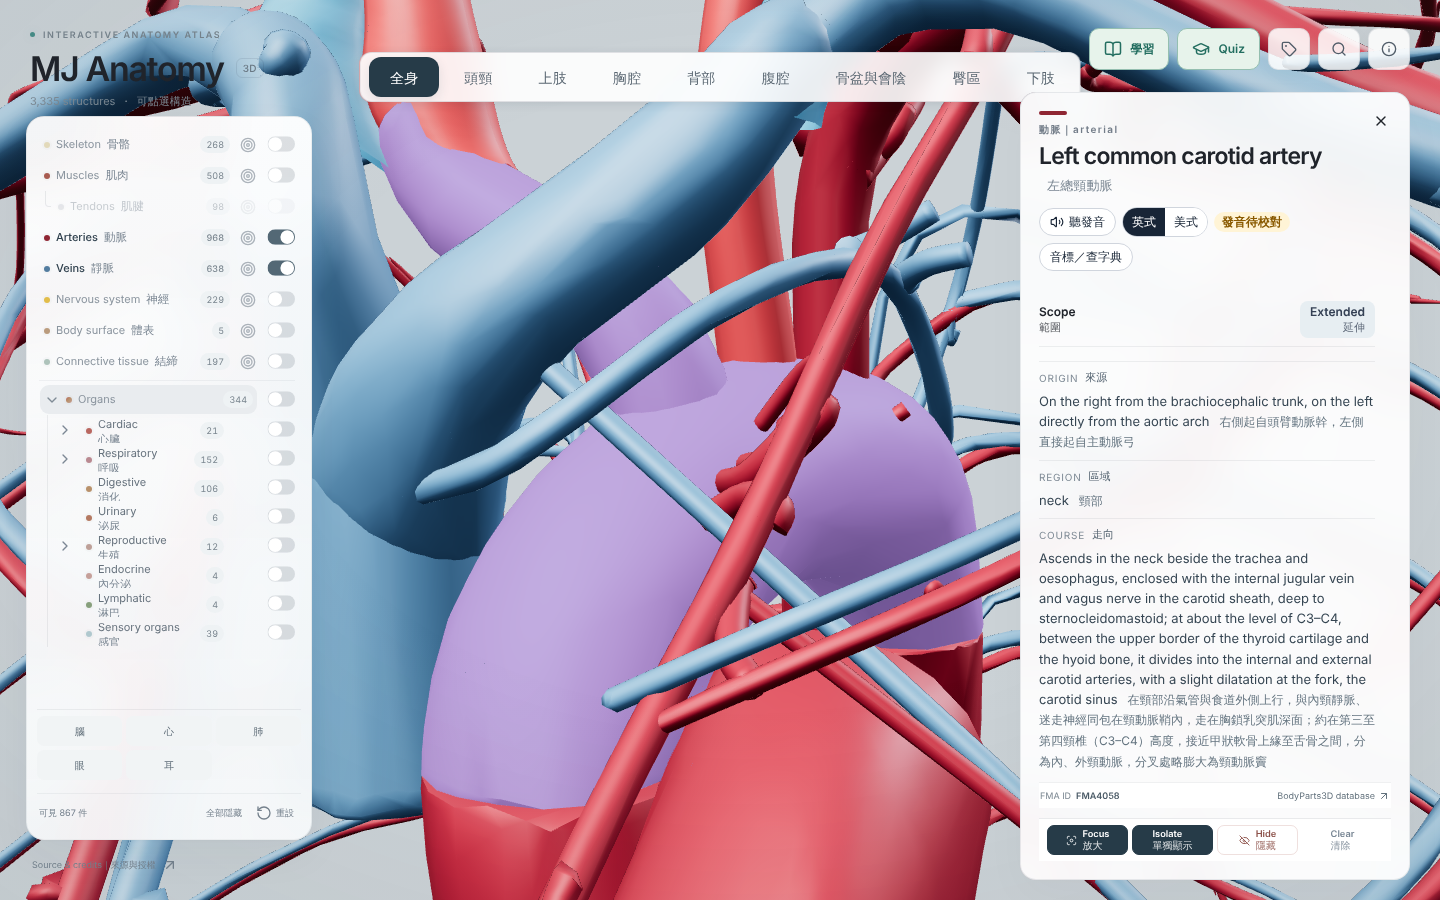 INTERACTIVE ANATOMY ATLAS
MJ Anatomy 3D
3,335 structures · 可點選構造
全身 頭頸 上肢 胸腔 背部 腹腔 骨盆與會陰 臀區 下肢
學習 Quiz
Skeleton 骨骼 268
Muscles 肌肉 508
Tendons 肌腱 98
Arteries 動脈 968
Veins 靜脈 638
Nervous system 神經 229
Body surface 體表 5
Connective tissue 結締 197
Organs 344
Cardiac 21
心臟
Respiratory 152
呼吸
Digestive 106
消化
Urinary 6
泌尿
Reproductive 12
生殖
Endocrine 4
內分泌
Lymphatic 4
淋巴
Sensory organs 39
感官
腦 心 肺
眼 耳
可見 867 件 全部隱藏 重設
動脈 | arterial
Left common carotid artery
左總頸動脈
聽發音 英式 美式 發音待校對
音標／查字典
Scope Extended
範圍 延伸
ORIGIN 來源
On the right from the brachiocephalic trunk, on the left
directly from the aortic arch 右側起自頭臂動脈幹，左側
直接起自主動脈弓
REGION 區域
neck 頸部
COURSE 走向
Ascends in the neck beside the trachea and
oesophagus, enclosed with the internal jugular vein
and vagus nerve in the carotid sheath, deep to
sternocleidomastoid; at about the level of C3–C4,
between the upper border of the thyroid cartilage and
the hyoid bone, it divides into the internal and external
carotid arteries, with a slight dilatation at the fork, the
carotid sinus 在頸部沿氣管與食道外側上行，與內頸靜脈、
迷走神經同包在頸動脈鞘內，走在胸鎖乳突肌深面；約在第三至
第四頸椎（C3–C4）高度，接近甲狀軟骨上緣至舌骨之間，分
為內、外頸動脈，分叉處略膨大為頸動脈竇
FMA ID FMA4058 BodyParts3D database
Focus Isolate Hide Clear
放大 單獨顯示 隱藏 清除